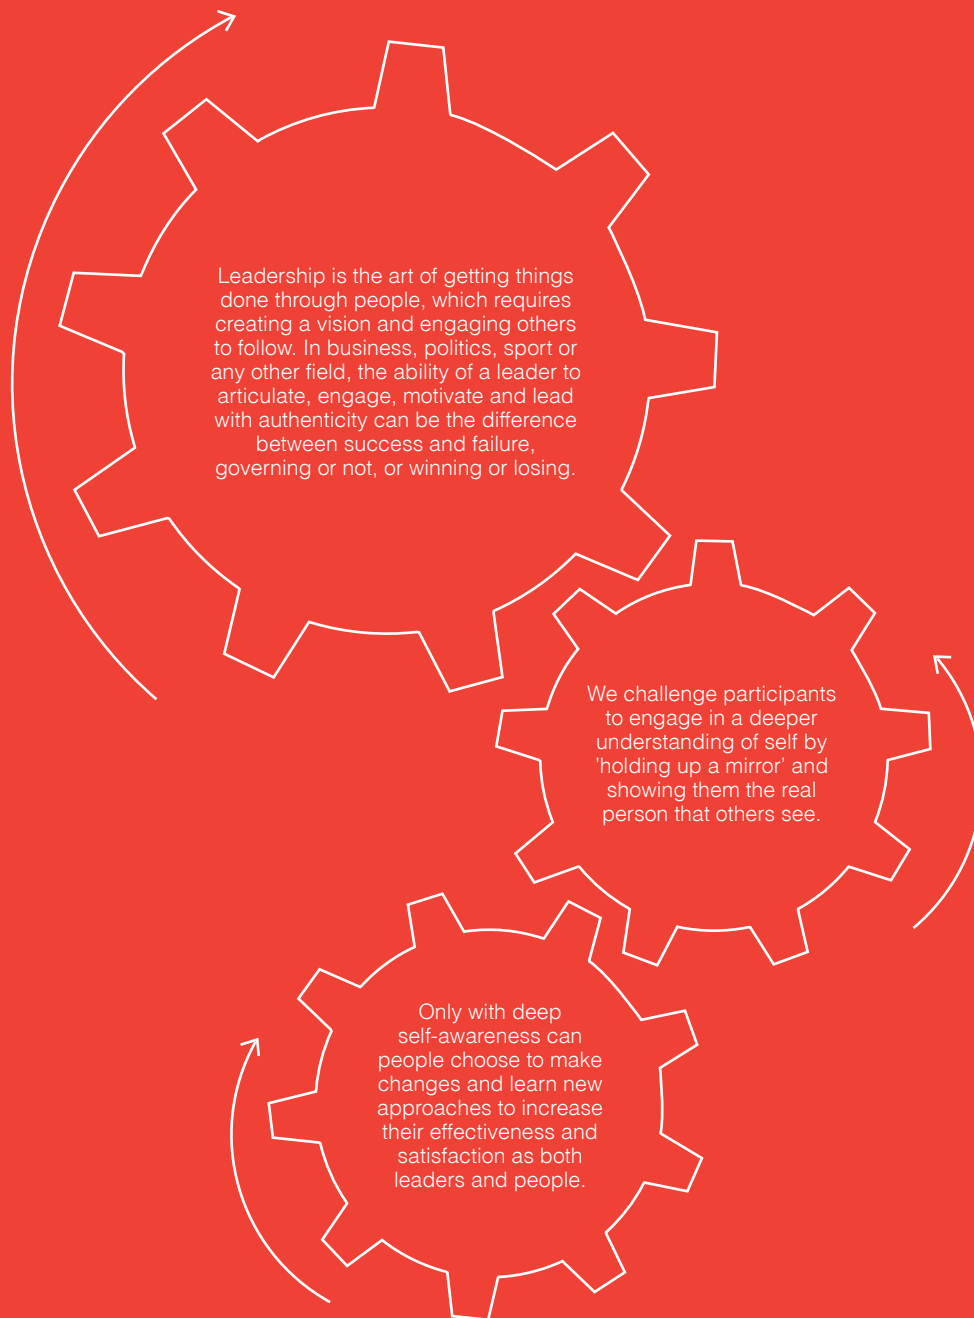 Leadership is the art of getting things
done through people, which requires
creating a vision and engaging others
to follow. In business, politics, sport or
any other field, the ability of a leader to
articulate, engage, motivate and lead
with authenticity can be the difference
between success and failure,
governing or not, or winning or losing.
We challenge participants
to engage in a deeper
understanding of self by
'holding up a mirror' and
showing them the real
person that others see.
Only with deep
self-awareness can
people choose to make
changes and learn new
approaches to increase
their effectiveness and
satisfaction as both
leaders and people.